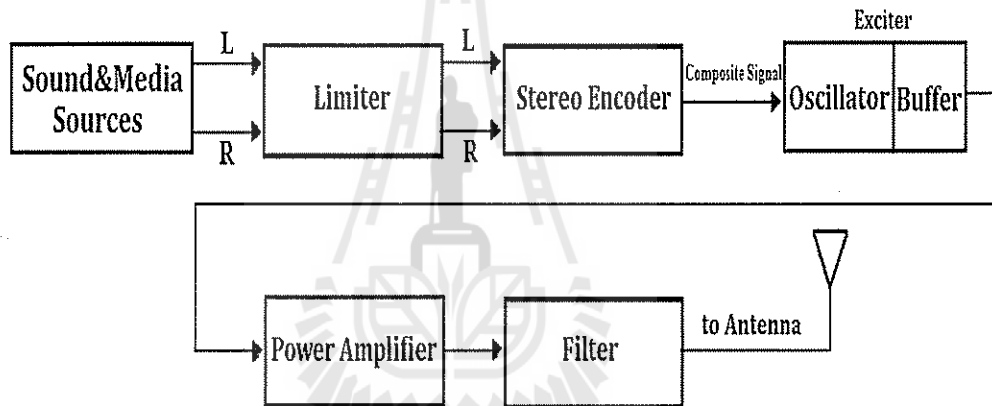 Exciter
L
L
Sound&Media
Sources
Limiter
Stereo Encoder
Composite Signal
Oscillator
Buffer
R
R
to Antenna
Power Amplifier
Filter